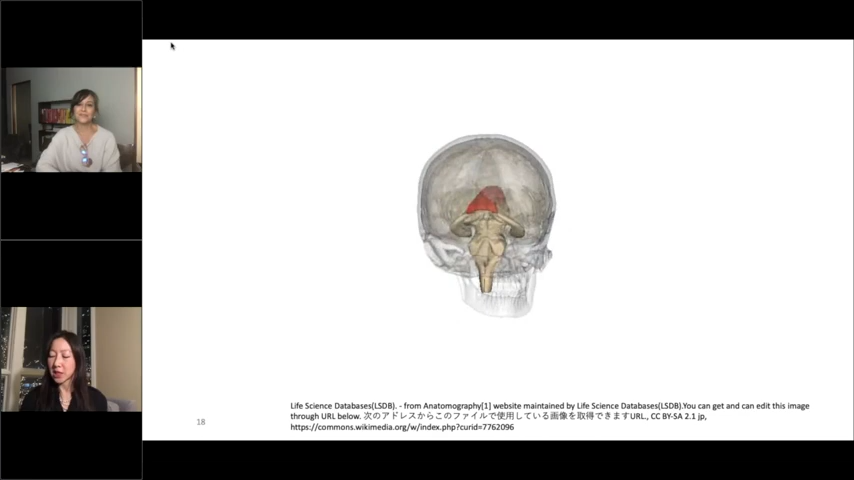 Life Science Databases(LSDB). - from Anatomography[1] website maintained by Life Science Databases(LSDB).You can get and can edit this image
through URL below. 次のアドレスからこのファイルで使用している画像を取得できますURL., CC BY-SA 2.1 jp,
https://commons.wikimedia.org/w/index.php?curid=7762096
18